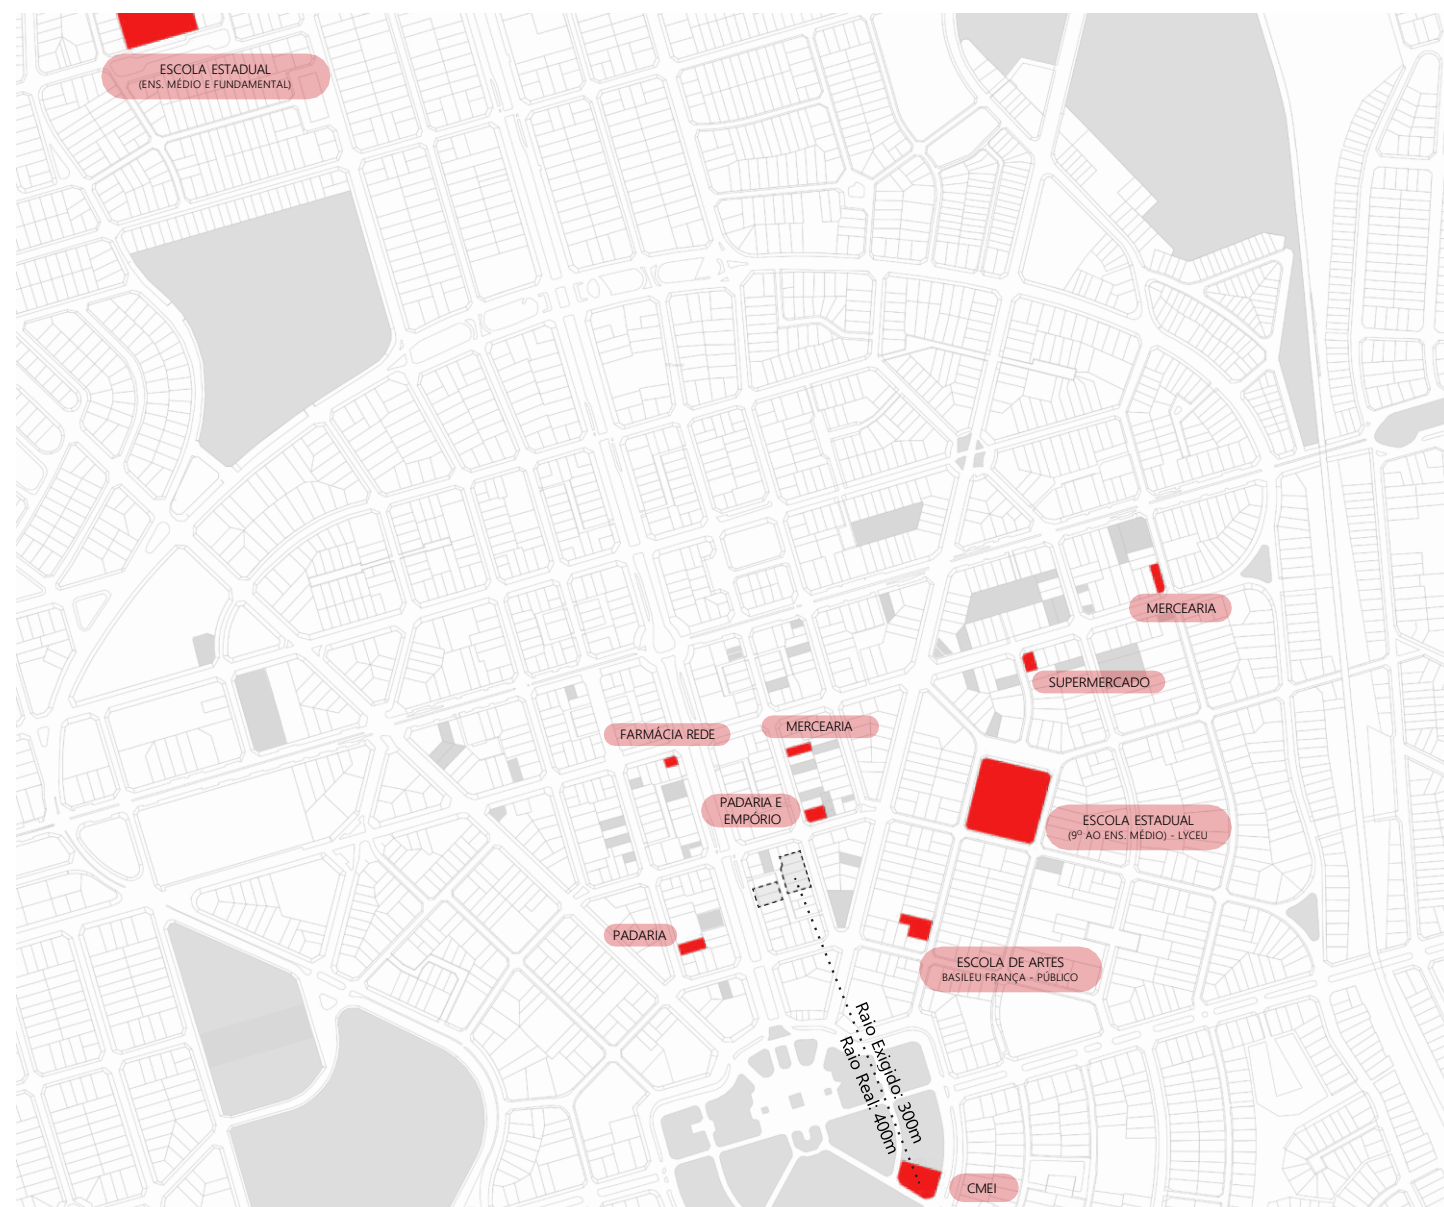 ESCOLA ESTADUAL
(ENS. MÉDIO E FUNDAMENTAL)
MERCEARIA
SUPERMERCADO
MERCEARIA
FARMÁCIA REDE
PADARIA E
EMPÓRIO
ESCOLA ESTADUAL
(9º AO ENS. MÉDIO) - LYCEU
PADARIA
ESCOLA DE ARTES
BASILEU FRANÇA - PÚBLICO
Raio Exigido: 300m
Raio Real: 400m
CMEI